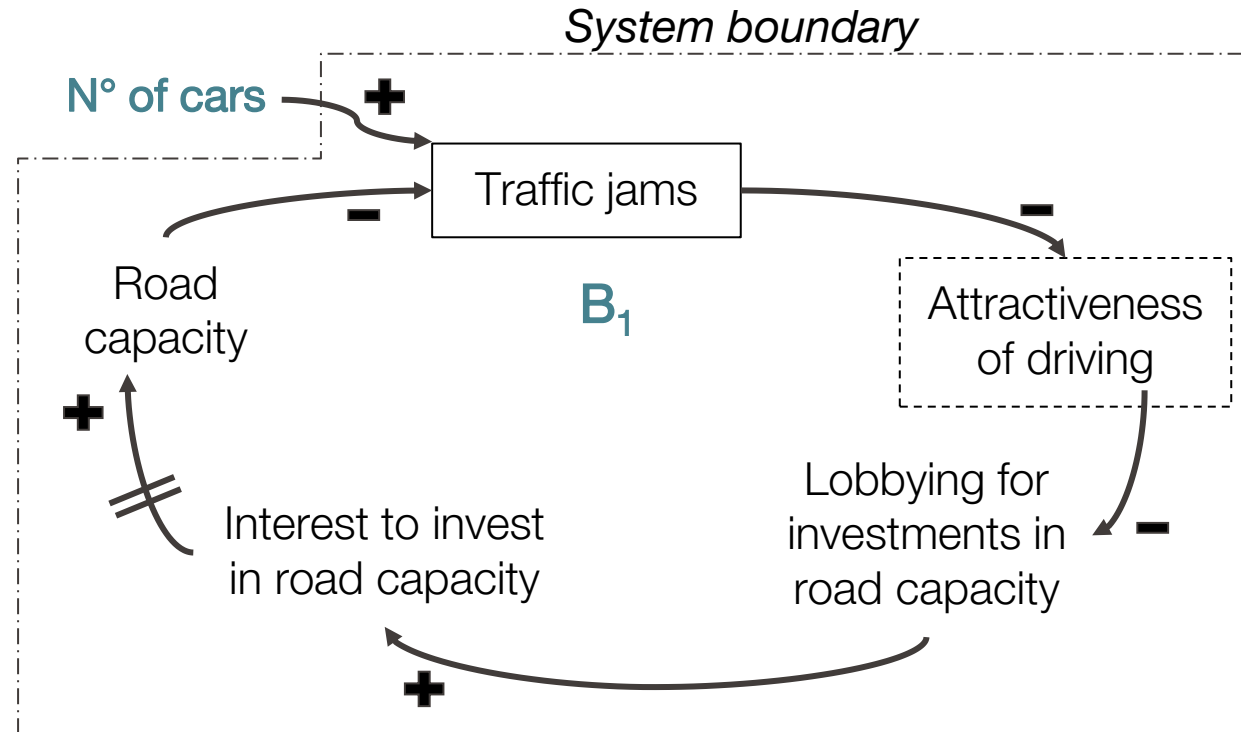 System boundary
N° of cars
+
Traffic jams
-
-
Road
capacity
B₁
Attractiveness
of driving
+
Lobbying for
investments in
road capacity
-
Interest to invest
in road capacity
+